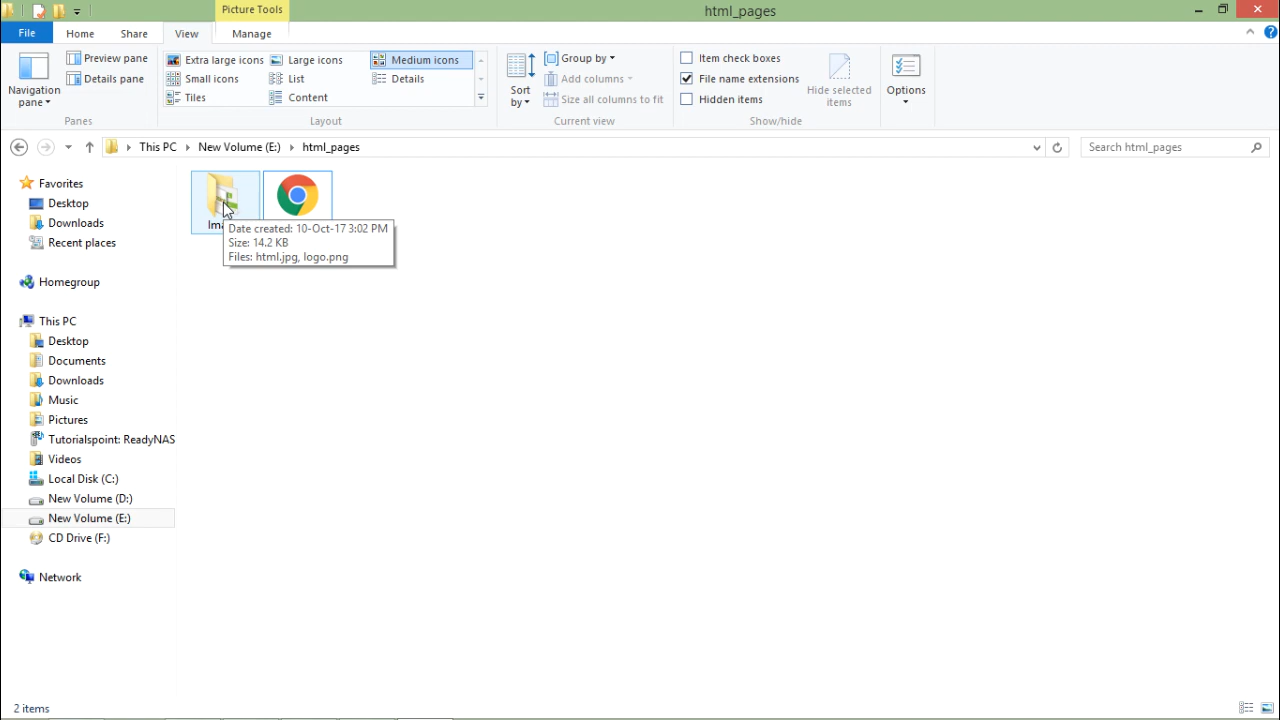 Picture Tools
html_pages
File
Home
Share
View
Manage
Navigation pane
Preview pane
Details pane
Panes
Extra large icons
Large icons
Medium icons
Small icons
List
Details
Tiles
Content
Layout
Sort by
Group by
Add columns
Size all columns to fit
Current view
Item check boxes
File name extensions
Hidden items
Hide selected items
Show/hide
Options
This PC
New Volume (E:)
html_pages
Search html_pages
Favorites
Desktop
Downloads
Recent places
Homegroup
This PC
Desktop
Documents
Downloads
Music
Pictures
Tutorialspoint: ReadyNAS
Videos
Local Disk (C:)
New Volume (D:)
New Volume (E:)
CD Drive (F:)
Network
Date created: 10-Oct-17 3:02 PM
Size: 14.2 KB
Files: html.jpg, logo.png
2 items